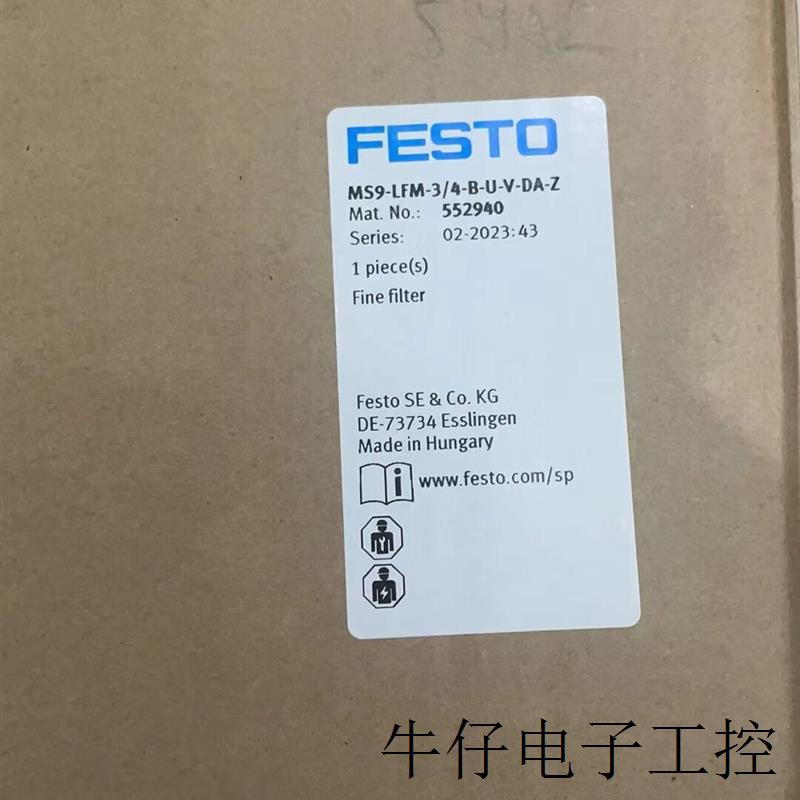 FESTO
MS9-LFM-3/4-B-U-V-DA-Z
Mat. No.: 552940
Series: 02-2023:43
1 piece(s)
Fine filter
Festo SE & Co. KG
DE-73734 Esslingen
Made in Hungary
www.festo.com/sp
牛仔电子工控